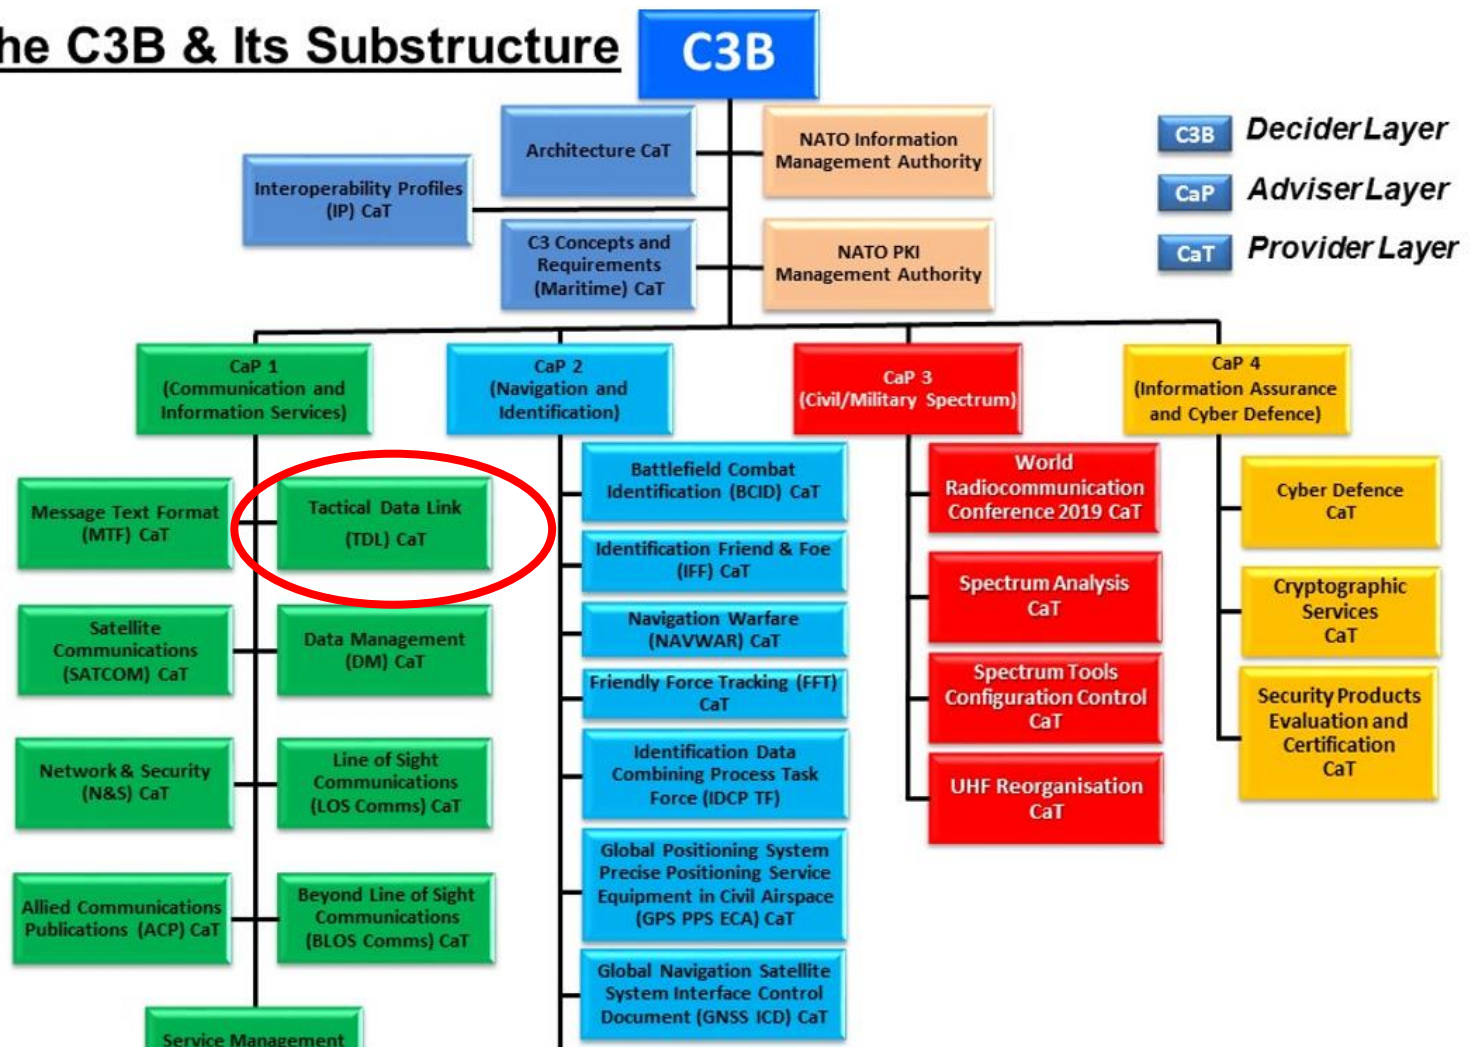 he C3B & Its Substructure
C3B
Architecture CaT
NATO Information
Management Authority
Interoperability Profiles
(IP) CaT
C3 Concepts and
Requirements
(Maritime) CaT
NATO PKI
Management Authority
C3B
Decider Layer
CaP
Adviser Layer
CaT
Provider Layer
CaP 1
(Communication and
Information Services)
CaP 2
(Navigation and
Identification)
CaP 3
(Civil/Military Spectrum)
CaP 4
(Information Assurance
and Cyber Defence)
Message Text Format
(MTF) CaT
Tactical Data Link
(TDL) CaT
Satellite
Communications
(SATCOM) CaT
Data Management
(DM) CaT
Network & Security
(N&S) CaT
Line of Sight
Communications
(LOS Comms) CaT
Allied Communications
Publications (ACP) CaT
Beyond Line of Sight
Communications
(BLOS Comms) CaT
Service Management
Battlefield Combat
Identification (BCID) CaT
Identification Friend & Foe
(IFF) CaT
Navigation Warfare
(NAVWAR) CaT
Friendly Force Tracking (FFT)
CaT
Identification Data
Combining Process Task
Force (IDCP TF)
Global Positioning System
Precise Positioning Service
Equipment in Civil Airspace
(GPS PPS ECA) CaT
Global Navigation Satellite
System Interface Control
Document (GNSS ICD) CaT
World
Radiocommunication
Conference 2019 CaT
Spectrum Analysis
CaT
Spectrum Tools
Configuration Control
CaT
UHF Reorganisation
CaT
Cyber Defence
CaT
Cryptographic
Services
CaT
Security Products
Evaluation and
Certification
CaT